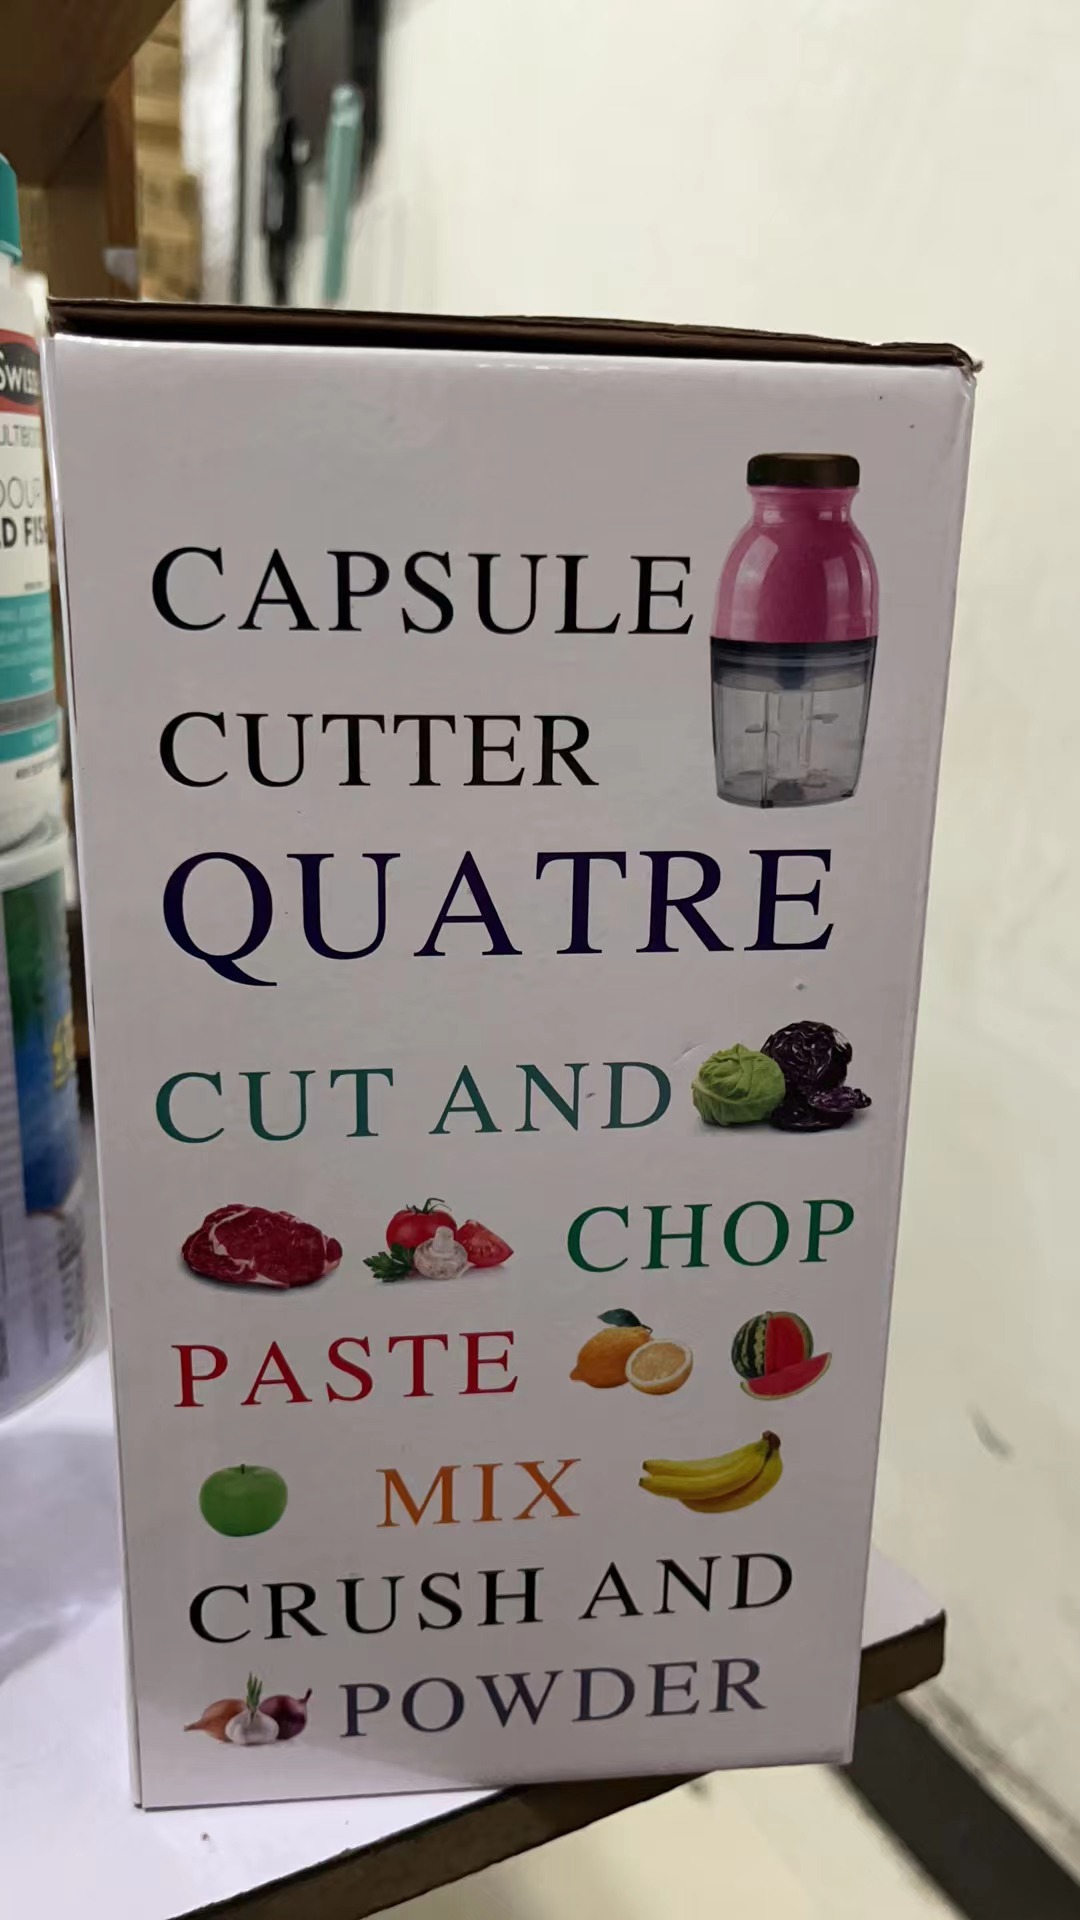 CAPSULE
CUTTER
QUATRE
CUT AND
CHOP
PASTE
MIX
CRUSH AND
POWDER